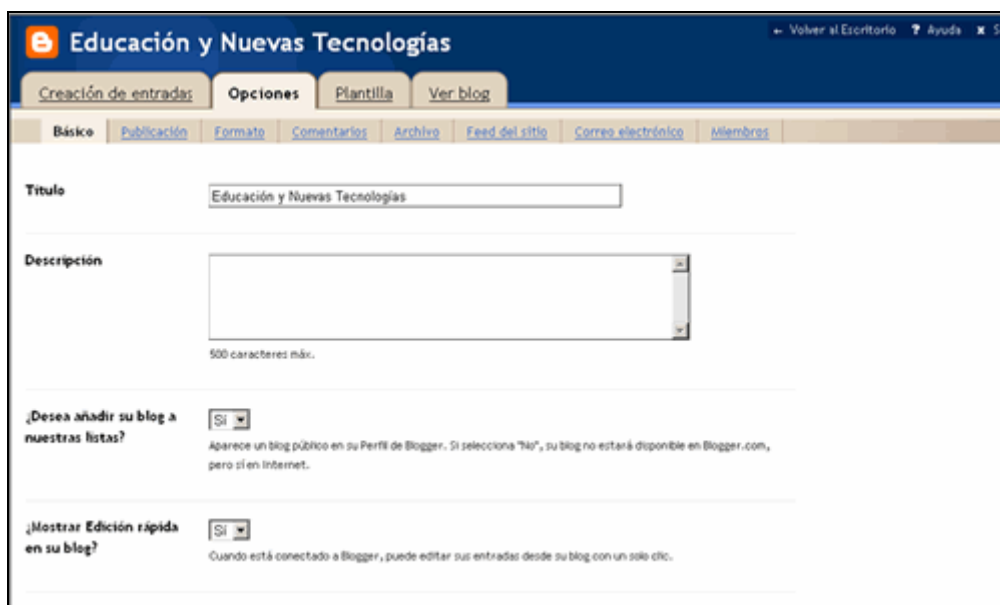 ← Volver al Escritorio ? Ayuda x S
Educación y Nuevas Tecnologías
Creación de entradas Opciones Plantilla Ver blog
Básico Publicación Formato Comentarios Archivo Feed del sitio Correo electrónico Miembros
Título
Educación y Nuevas Tecnologías
Descripción
500 caracteres máx.
¿Desea añadir su blog a
nuestras listas?
Sí
Aparece un blog público en su Perfil de Blogger. Si selecciona "No", su blog no estará disponible en Blogger.com,
pero sí en Internet.
¿Mostrar Edición rápida
en su blog?
Sí
Cuando está conectado a Blogger, puede editar sus entradas desde su blog con un solo clic.